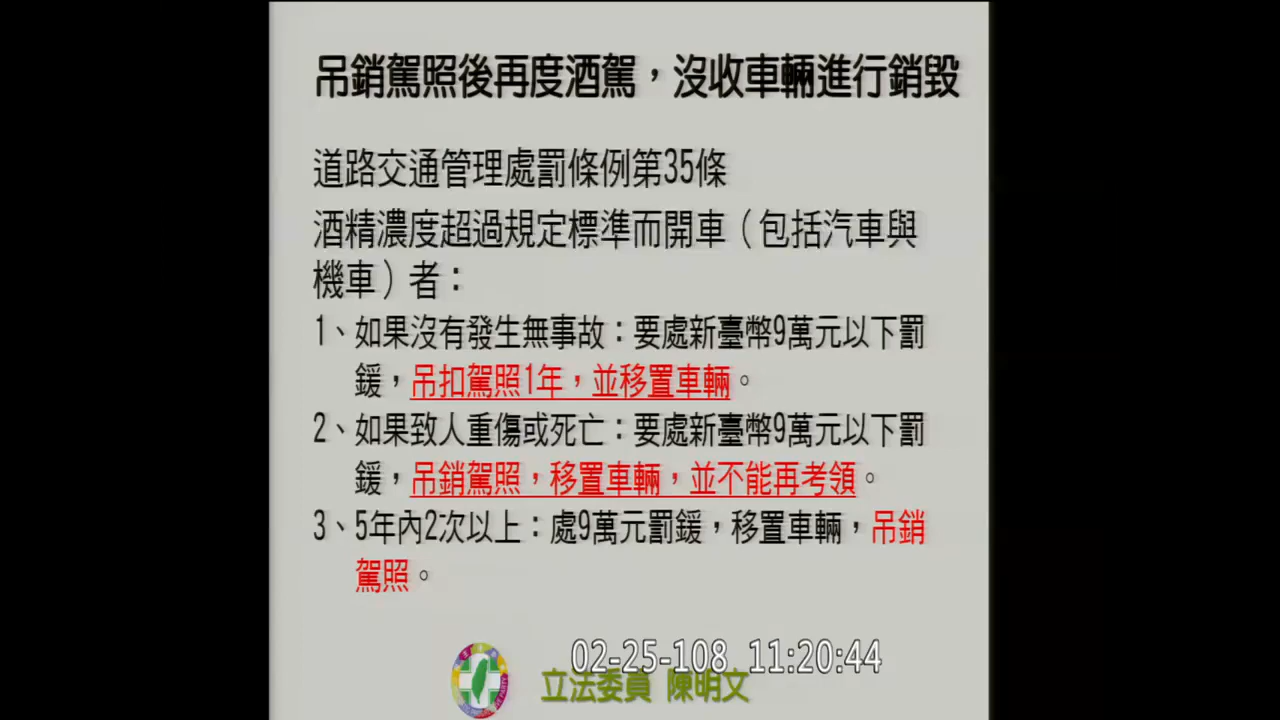 吊銷駕照後再度酒駕，沒收車輛進行銷毀
道路交通管理處罰條例第35條
酒精濃度超過規定標準而開車（包括汽車與
機車）者：
1、如果沒有發生無事故：要處新臺幣9萬元以下罰
鍰，吊扣駕照1年，並移置車輛。
2、如果致人重傷或死亡：要處新臺幣9萬元以下罰
鍰，吊銷駕照，移置車輛，並不能再考領。
3、5年內2次以上：處9萬元罰鍰，移置車輛，吊銷
駕照。
02-25-108 11:20:44
立法委員 陳明文